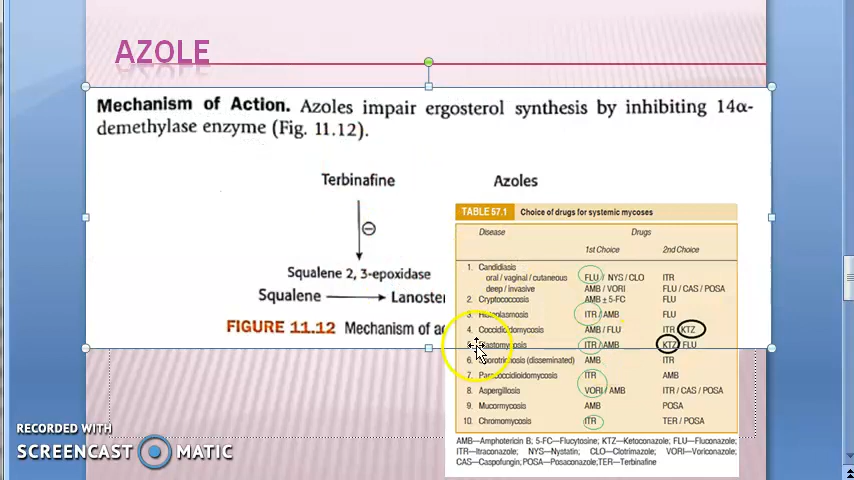 AZOLE
Mechanism of Action. Azoles impair ergosterol synthesis by inhibiting 14α-
demethylase enzyme (Fig. 11.12).
Terbinafine
Azoles
Squalene 2, 3-epoxidase
Squalene
Lanoster
FIGURE 11.12 Mechanism of ac
TABLE 57.1 Choice of drugs for systemic mycoses
Disease Drugs
1st Choice 2nd Choice
1. Candidiasis
oral / vaginal / cutaneous FLU / NYS / CLO ITR
deep / invasive AMB / VORI FLU / CAS / POSA
2. Cryptococcosis AMB ± 5-FC FLU
3. Histoplasmosis ITR / AMB FLU
4. Coccidioidomycosis AMB / FLU ITR KTZ
5. astomycosis ITR / AMB KTZ / FLU
6. orotrichosis (disseminated) AMB ITR
7. Paracoccidioidomycosis ITR AMB
8. Aspergillosis VORI / AMB ITR / CAS / POSA
9. Mucormycosis AMB POSA
10. Chromomycosis ITR TER / POSA
AMB—Amphotericin B; 5-FC—Flucytosine; KTZ—Ketoconazole; FLU—Fluconazole;
ITR—Itraconazole; NYS—Nystatin; CLO—Clotrimazole; VORI—Voriconazole;
CAS—Caspofungin; POSA—Posaconazole,TER—Terbinafine
RECORDED WITH
SCREENCAST MATIC